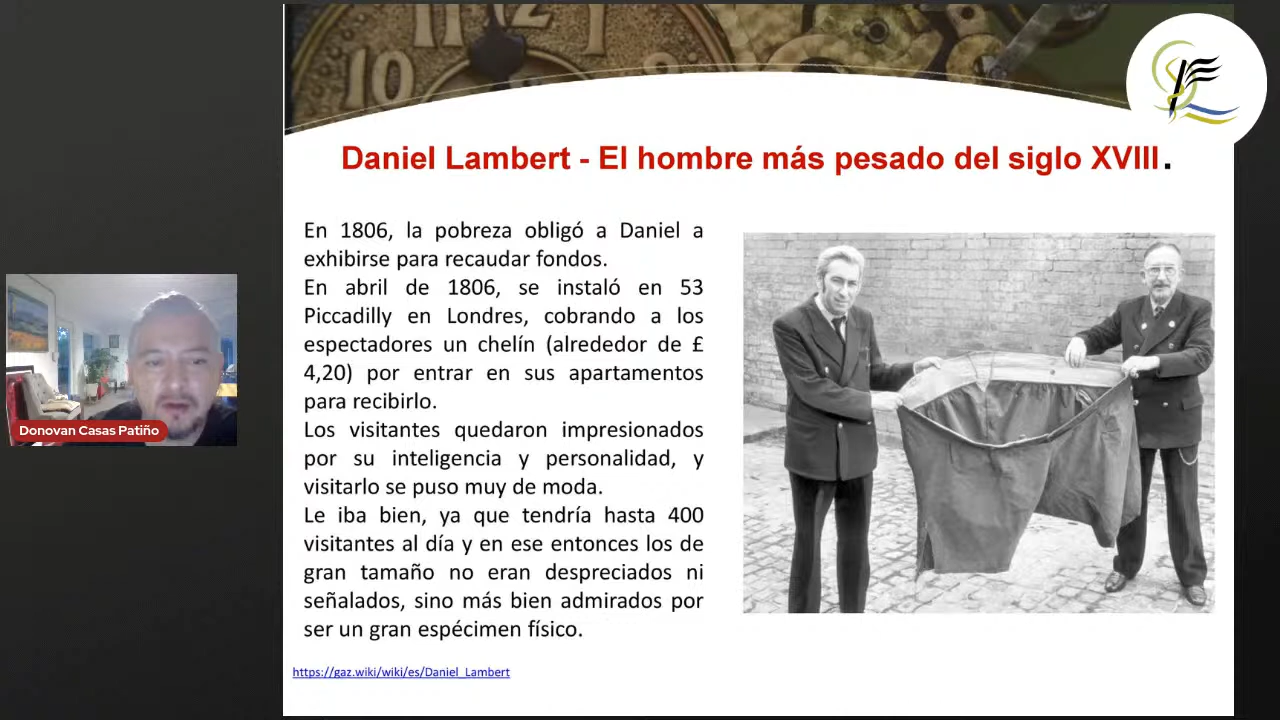 11
1
10
8
Daniel Lambert - El hombre más pesado del siglo XVIII.
En 1806, la pobreza obligó a Daniel a
exhibirse para recaudar fondos.
En abril de 1806, se instaló en 53
Piccadilly en Londres, cobrando a los
espectadores un chelín (alrededor de £
4,20) por entrar en sus apartamentos
para recibirlo.
Los visitantes quedaron impresionados
por su inteligencia y personalidad, y
visitarlo se puso muy de moda.
Le iba bien, ya que tendría hasta 400
visitantes al día y en ese entonces los de
gran tamaño no eran despreciados ni
señalados, sino más bien admirados por
ser un gran espécimen físico.
https://gaz.wiki/wiki/es/Daniel_Lambert
Donovan Casas Patiño